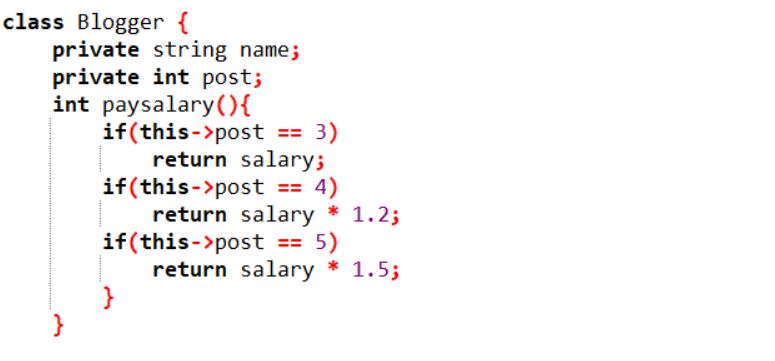 class Blogger {
private string name;
private int post;
int paysalary(){
if(this->post == 3)
return salary;
if(this->post == 4)
return salary * 1.2;
if(this->post == 5)
return salary * 1.5;
}
}